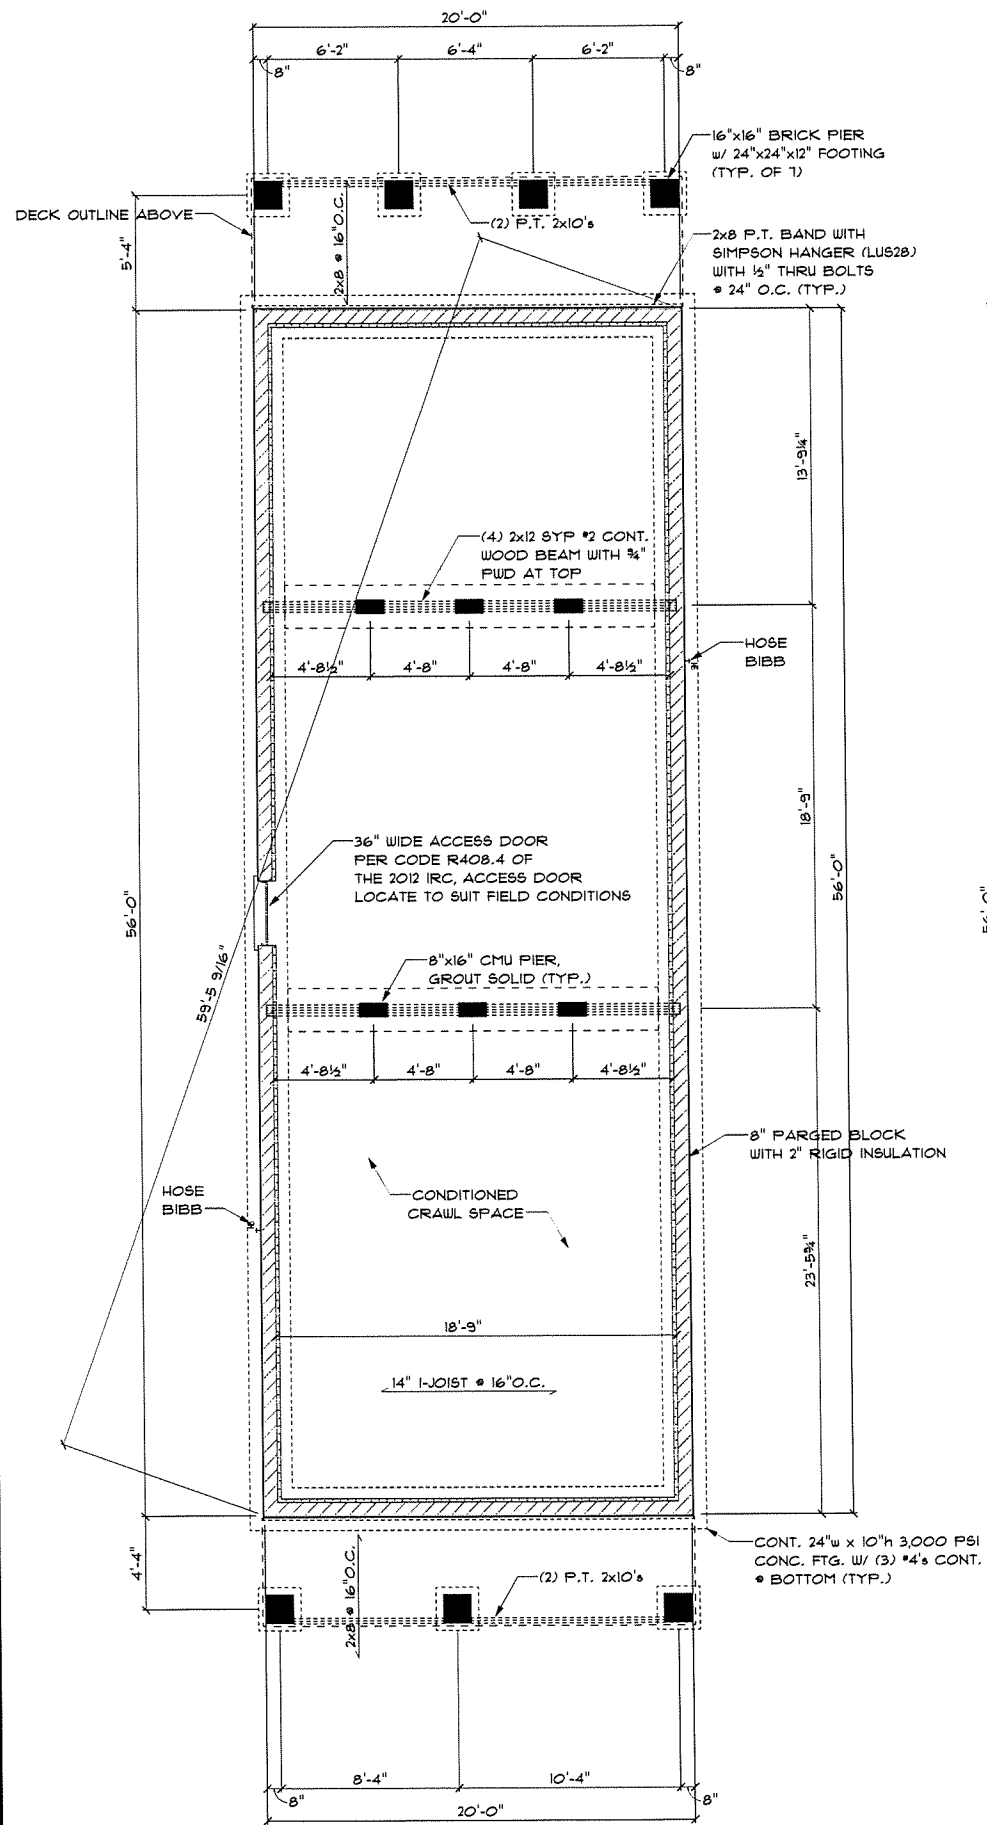 20'-0"
6'-2" 6'-4" 6'-2"
8" 8"
16"x16" BRICK PIER
w/ 24"x24"x12" FOOTING
(TYP. OF 7)
DECK OUTLINE ABOVE
(2) P.T. 2x10's
5'-4"
2x8 @ 16"O.C.
2x8 P.T. BAND WITH
SIMPSON HANGER (LUS28)
WITH ½" THRU BOLTS
@ 24" O.C. (TYP.)
13'-9¼"
(4) 2x12 SYP #2 CONT.
WOOD BEAM WITH ¾"
PWD AT TOP
HOSE
BIBB
4'-8½" 4'-8" 4'-8" 4'-8½"
18'-9"
36" WIDE ACCESS DOOR
PER CODE R408.4 OF
THE 2012 IRC, ACCESS DOOR
LOCATE TO SUIT FIELD CONDITIONS
56'-0"
56'-0"
56'-0"
59'-5 9/16"
8"x16" CMU PIER,
GROUT SOLID (TYP.)
4'-8½" 4'-8" 4'-8" 4'-8½"
8" PARGED BLOCK
WITH 2" RIGID INSULATION
HOSE
BIBB
CONDITIONED
CRAWL SPACE
23'-5¾"
18'-9"
14" I-JOIST @ 16"O.C.
4'-4"
2x8 @ 16"O.C.
(2) P.T. 2x10's
CONT. 24"w x 10"h 3,000 PSI
CONC. FTG. W/ (3) #4's CONT.
@ BOTTOM (TYP.)
8'-4" 10'-4"
8" 8"
20'-0"